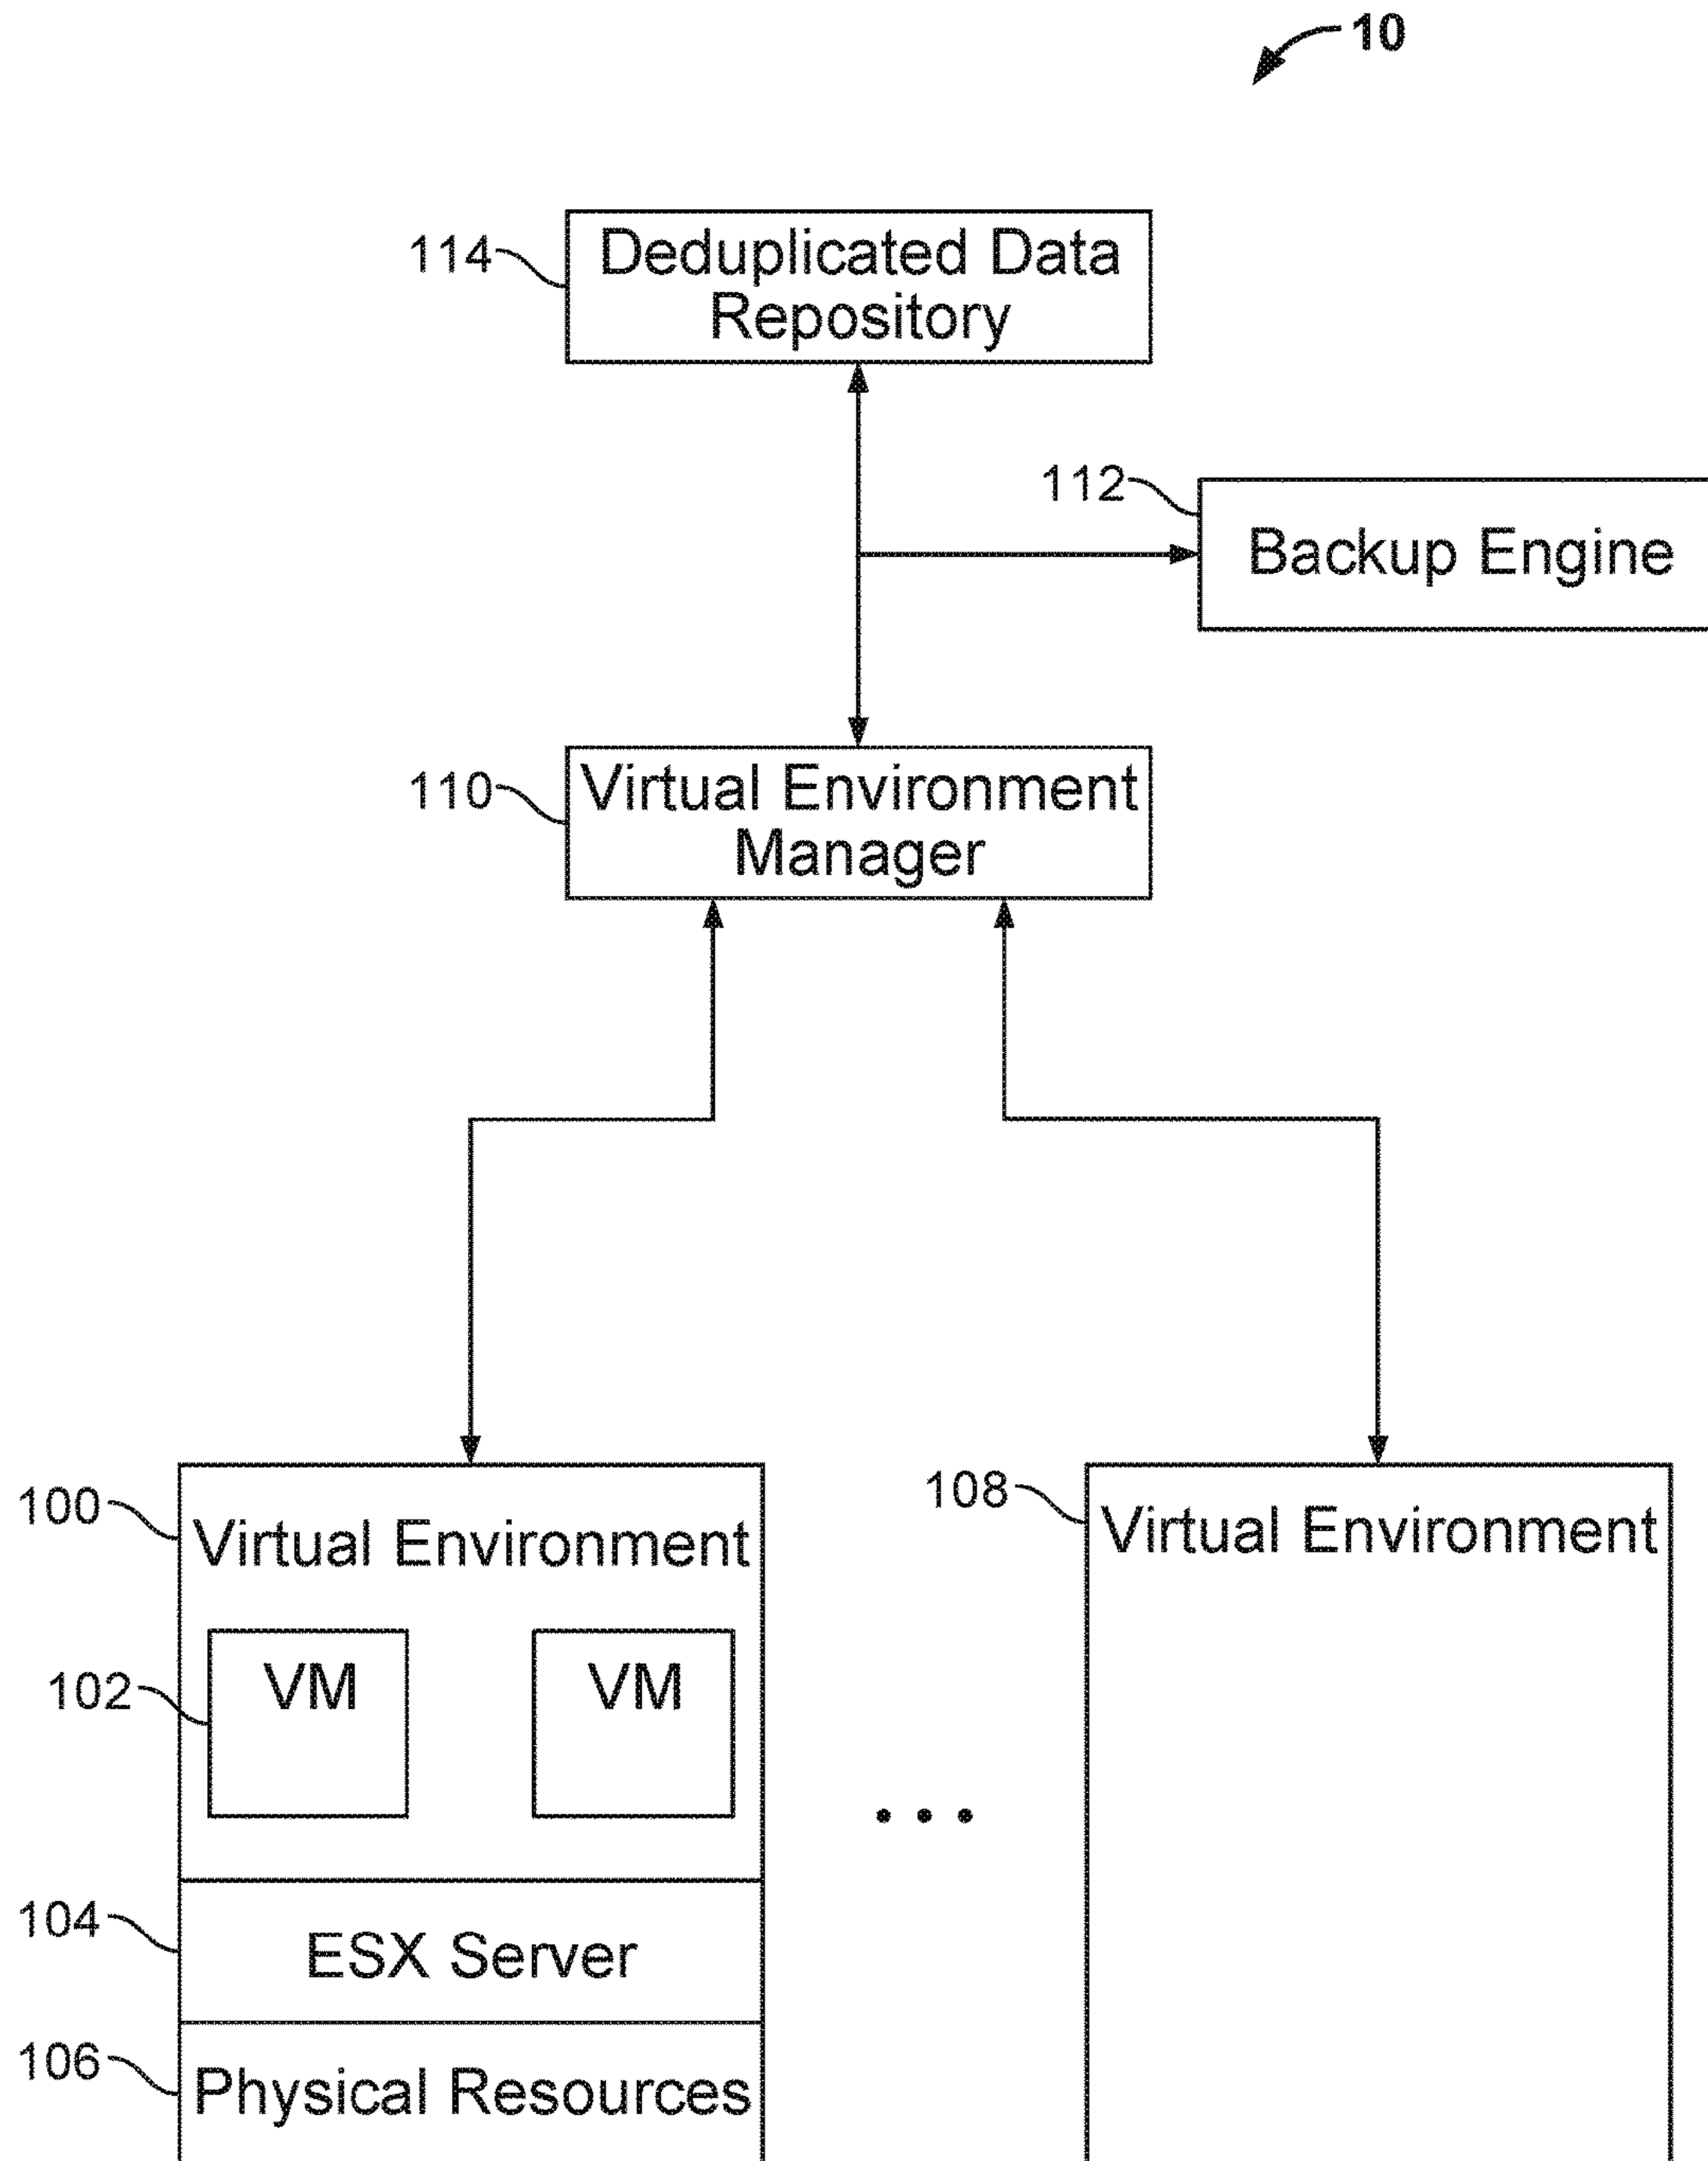 10
114
Deduplicated Data
Repository
112
Backup Engine
110
Virtual Environment
Manager
100
Virtual Environment
108
Virtual Environment
102
VM
VM
104
ESX Server
106
Physical Resources